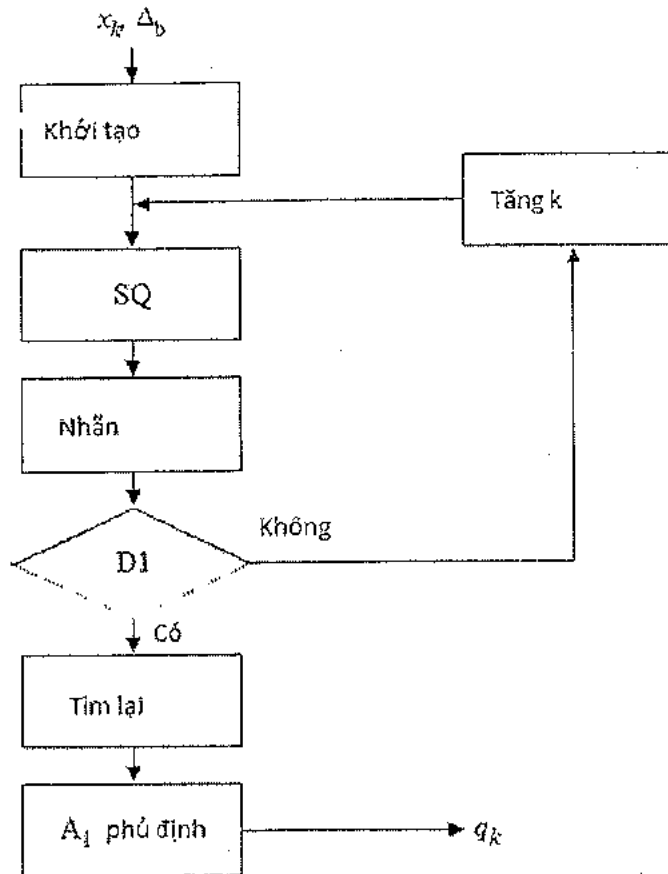 x_k, Δ_b
Khởi tạo
Tăng k
SQ
Nhãn
D1
Không
Có
Tìm lại
A_1 phủ định
q_k